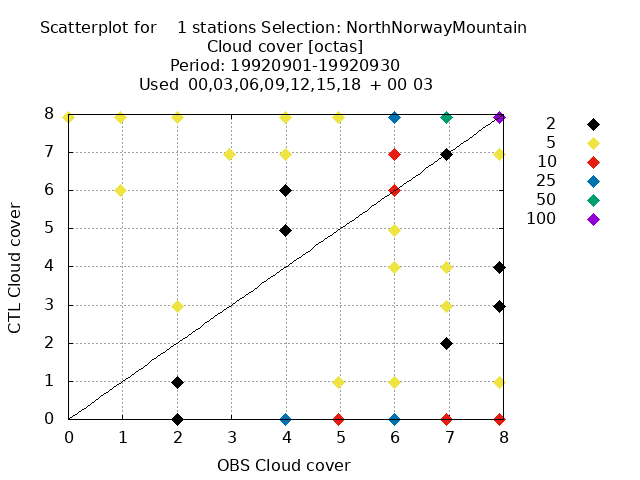 Scatterplot for 1 stations Selection: NorthNorwayMountain
Cloud cover [octas]
Period: 19920901-19920930
Used 00,03,06,09,12,15,18 + 00 03
8
7
6
5
4
3
2
1
0
CTL Cloud cover
0 1 2 3 4 5 6 7 8
OBS Cloud cover
2
5
10
25
50
100